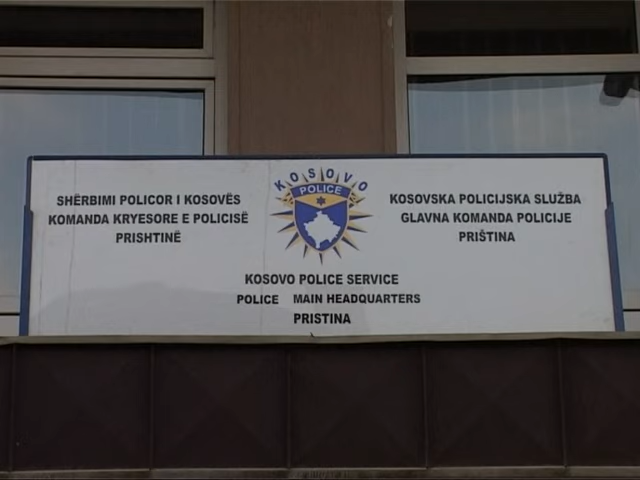 SHËRBIMI POLICOR I KOSOVËS
KOMANDA KRYESORE E POLICISË
PRISHTINË
KOSOVO
POLICE
KOSOVSKA POLICIJSKA SLUŽBA
GLAVNA KOMANDA POLICIJE
PRIŠTINA
KOSOVO POLICE SERVICE
POLICE MAIN HEADQUARTERS
PRISTINA